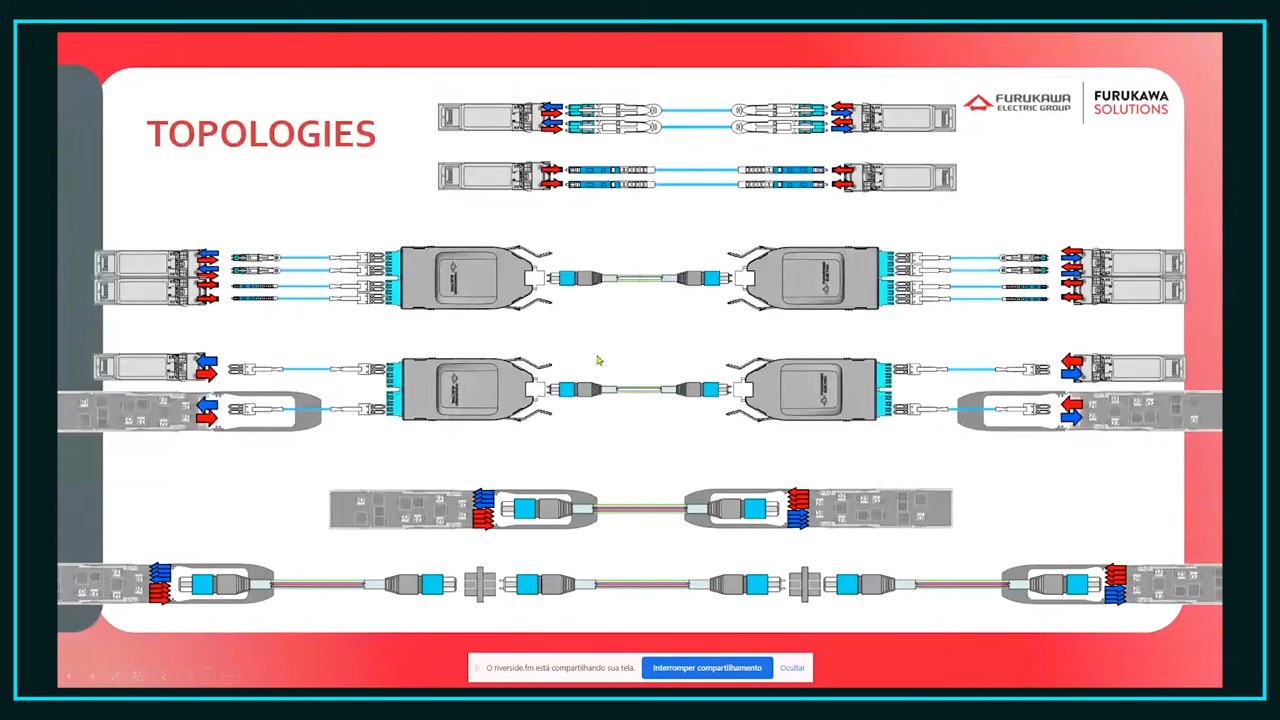 TOPOLOGIES
FURUKAWA
ELECTRIC GROUP
FURUKAWA
SOLUTIONS
O riverside.fm está compartilhando sua tela.
Interromper compartilhamento
Ocultar